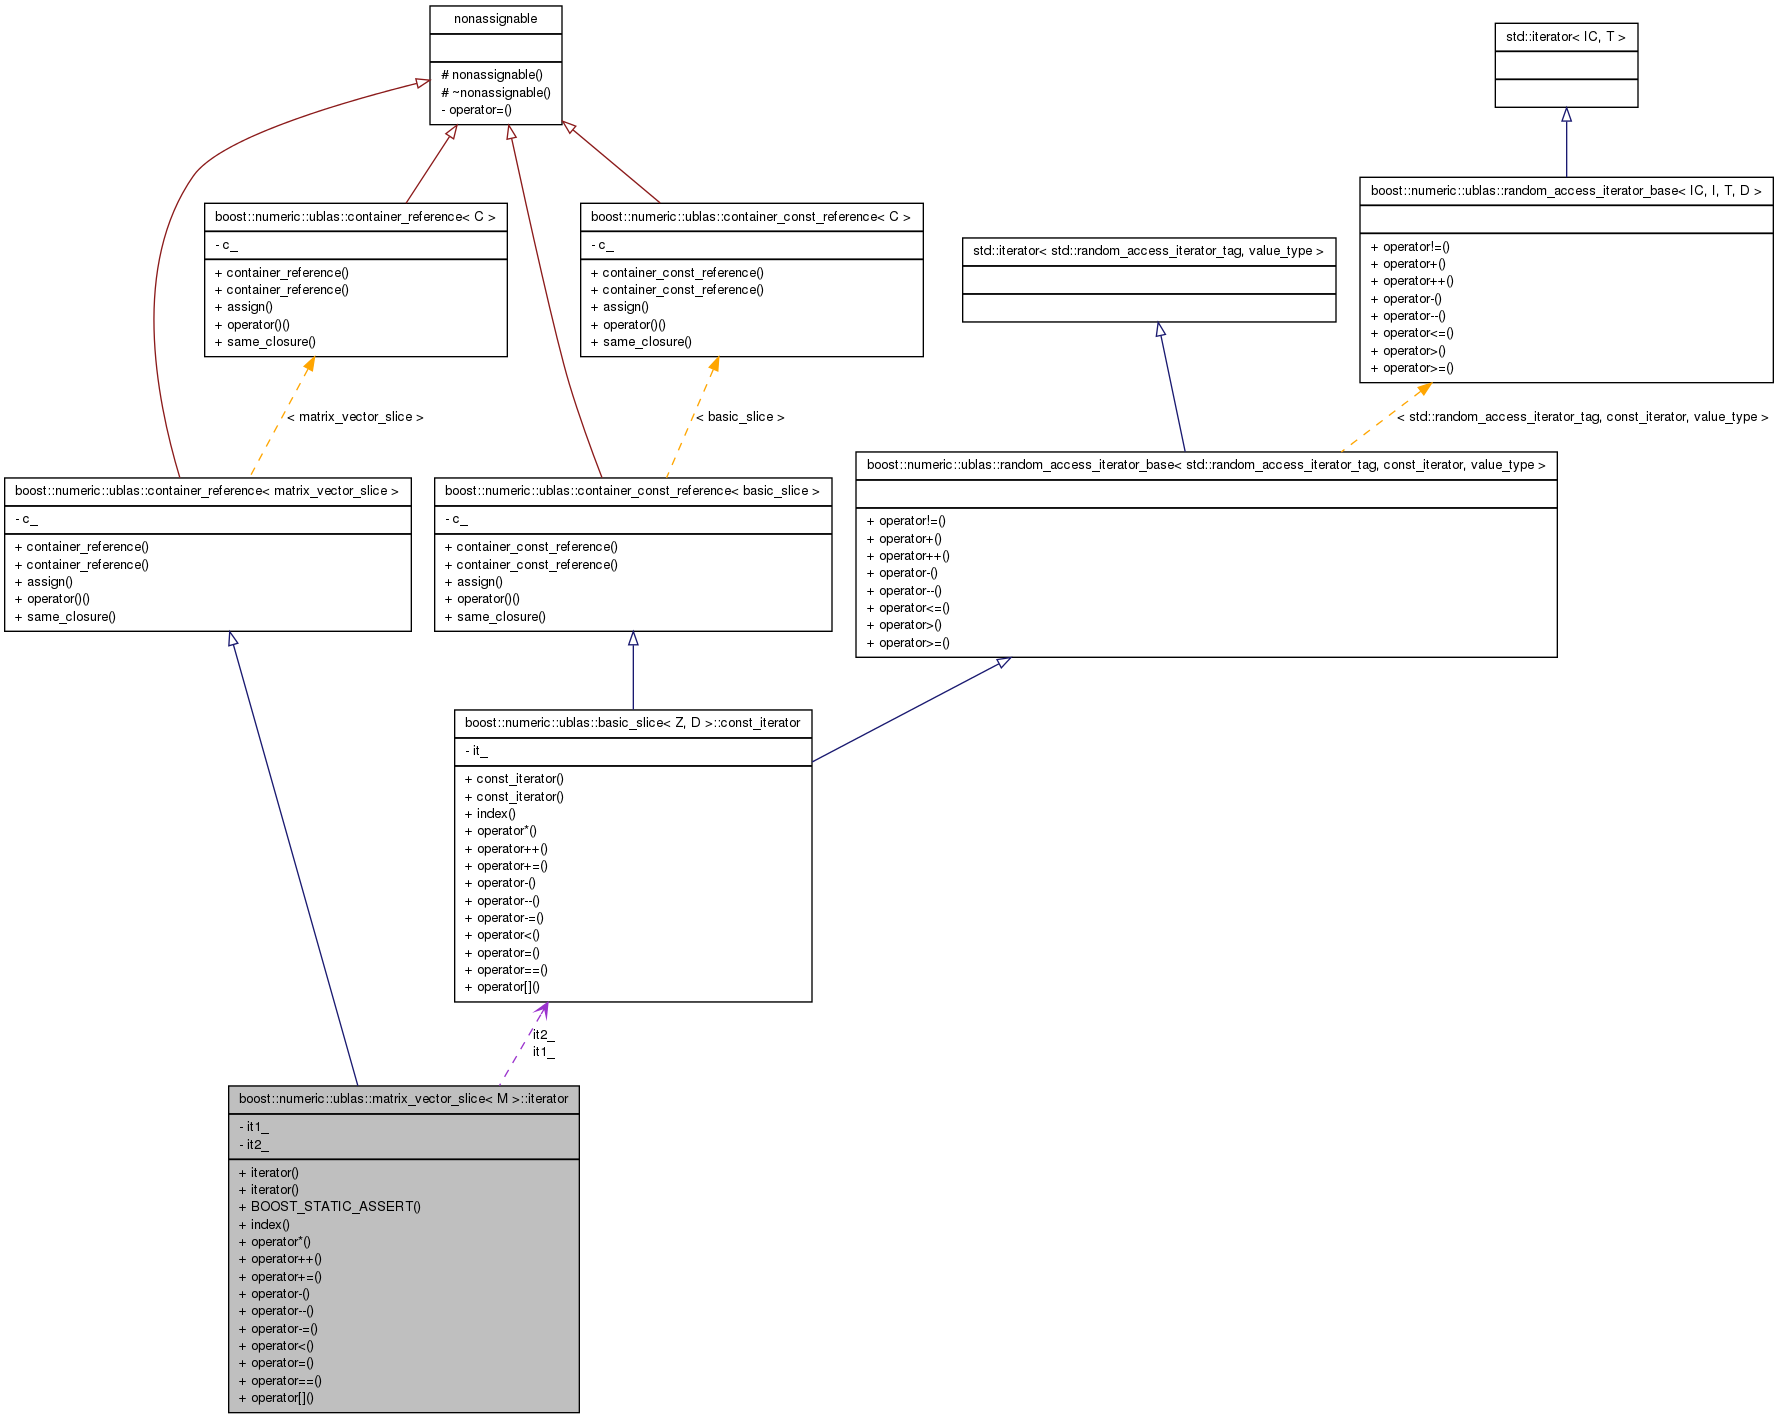 nonassignable
# nonassignable()
# ~nonassignable()
- operator=()
std::iterator< IC, T >
boost::numeric::ublas::random_access_iterator_base< IC, I, T, D >
+ operator!=()
+ operator+()
+ operator++()
+ operator-()
+ operator--()
+ operator<=()
+ operator>()
+ operator>=()
boost::numeric::ublas::container_reference< C >
- c_
+ container_reference()
+ container_reference()
+ assign()
+ operator()()
+ same_closure()
boost::numeric::ublas::container_const_reference< C >
- c_
+ container_const_reference()
+ container_const_reference()
+ assign()
+ operator()()
+ same_closure()
std::iterator< std::random_access_iterator_tag, value_type >
< matrix_vector_slice >
< basic_slice >
< std::random_access_iterator_tag, const_iterator, value_type >
boost::numeric::ublas::container_reference< matrix_vector_slice >
- c_
+ container_reference()
+ container_reference()
+ assign()
+ operator()()
+ same_closure()
boost::numeric::ublas::container_const_reference< basic_slice >
- c_
+ container_const_reference()
+ container_const_reference()
+ assign()
+ operator()()
+ same_closure()
boost::numeric::ublas::random_access_iterator_base< std::random_access_iterator_tag, const_iterator, value_type >
+ operator!=()
+ operator+()
+ operator++()
+ operator-()
+ operator--()
+ operator<=()
+ operator>()
+ operator>=()
boost::numeric::ublas::basic_slice< Z, D >::const_iterator
- it_
+ const_iterator()
+ const_iterator()
+ index()
+ operator*()
+ operator++()
+ operator+=()
+ operator-()
+ operator--()
+ operator-=()
+ operator<()
+ operator=()
+ operator==()
+ operator[]()
it2_
it1_
boost::numeric::ublas::matrix_vector_slice< M >::iterator
- it1_
- it2_
+ iterator()
+ iterator()
+ BOOST_STATIC_ASSERT()
+ index()
+ operator*()
+ operator++()
+ operator+=()
+ operator-()
+ operator--()
+ operator-=()
+ operator<()
+ operator=()
+ operator==()
+ operator[]()